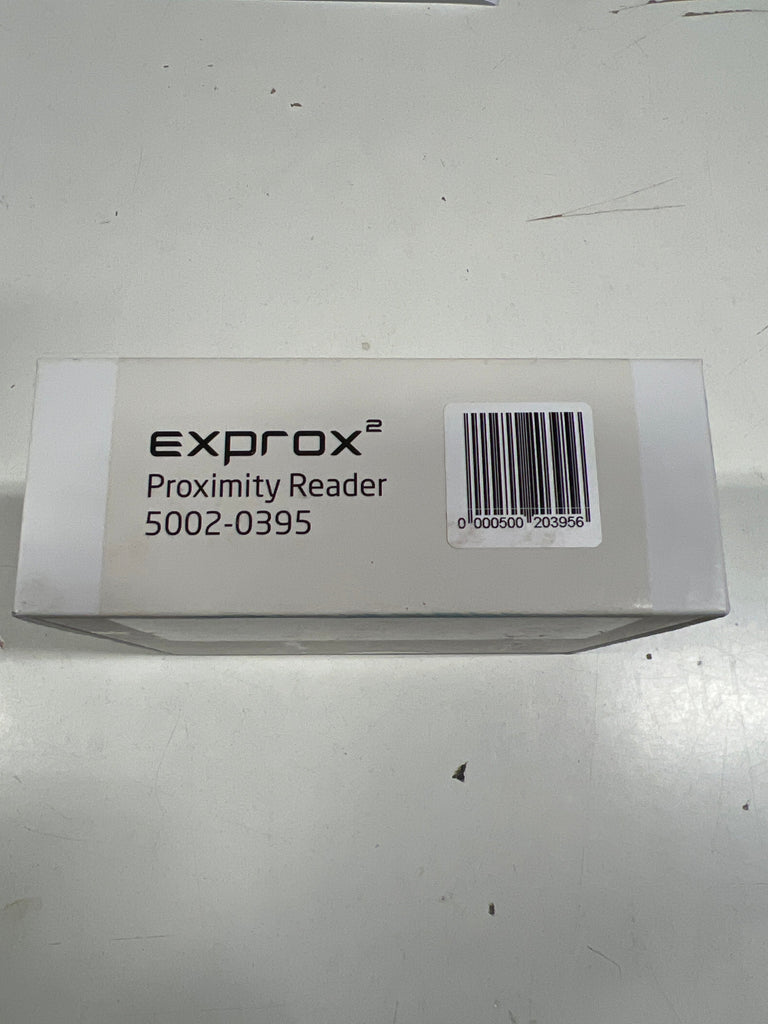 exprox²
Proximity Reader
5002-0395
0 000500 203956